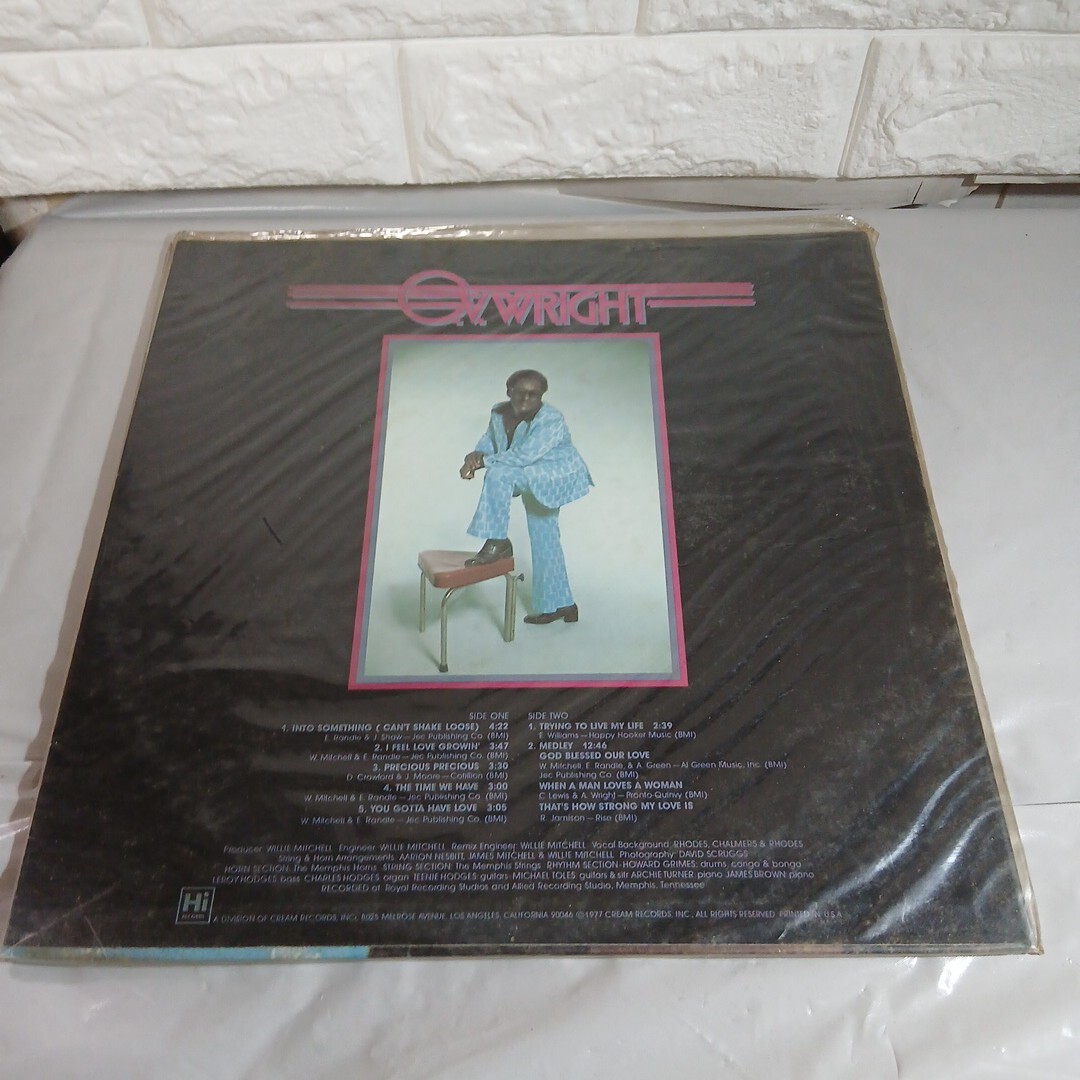 O.V. WRIGHT
SIDE ONE
1. INTO SOMETHING ( CAN'T SHAKE LOOSE) 4:22
E. Randle & J. Shaw—Jec Publishing Co. (BMI)
2. I FEEL LOVE GROWIN' 3:47
W. Mitchell & E. Randle—Jec Publishing Co. (BMI)
3. PRECIOUS PRECIOUS 3:30
D. Crawford & J. Moore—Cotillion (BMI)
4. THE TIME WE HAVE 3:00
W. Mitchell & E. Randle—Jec Publishing Co. (BMI)
5. YOU GOTTA HAVE LOVE 3:05
W. Mitchell & E. Randle—Jec Publishing Co. (BMI)
SIDE TWO
1. TRYING TO LIVE MY LIFE 2:39
E. Williams—Happy Hooker Music (BMI)
2. MEDLEY 12:46
GOD BLESSED OUR LOVE
W. Mitchell, E. Randle, & A. Green—Al Green Music, Inc. (BMI)
Jec Publishing Co. (BMI)
WHEN A MAN LOVES A WOMAN
C. Lewis & A. Wright—Pronto-Quinvy (BMI)
THAT'S HOW STRONG MY LOVE IS
R. Jamison—Rise (BMI)
Producer: WILLIE MITCHELL Engineer: WILLIE MITCHELL Remix Engineer: WILLIE MITCHELL Vocal Background: RHODES, CHALMERS & RHODES
String & Horn Arrangements: AARION NESBIT, JAMES MITCHELL & WILLIE MITCHELL Photography: DAVID SCRUGGS
HORN SECTION: The Memphis Horns; STRING SECTION: The Memphis Strings; RHYTHM SECTION: HOWARD GRIMES; drums, congo & bongo
LEROY HODGES, bass CHARLES HODGES organ TEENIE HODGES; guitars MICHAEL TOLES; guitars & sitr ARCHIE TURNER; piano JAMES BROWN; piano
RECORDED at: Royal Recording Studios and Allied Recording Studio, Memphis, Tennessee
Hi
RECORDS
A DIVISION OF CREAM RECORDS, INC., 8025 MELROSE AVENUE, LOS ANGELES, CALIFORNIA 90046 ©1977 CREAM RECORDS, INC., ALL RIGHTS RESERVED. PRINTED IN U.S.A.